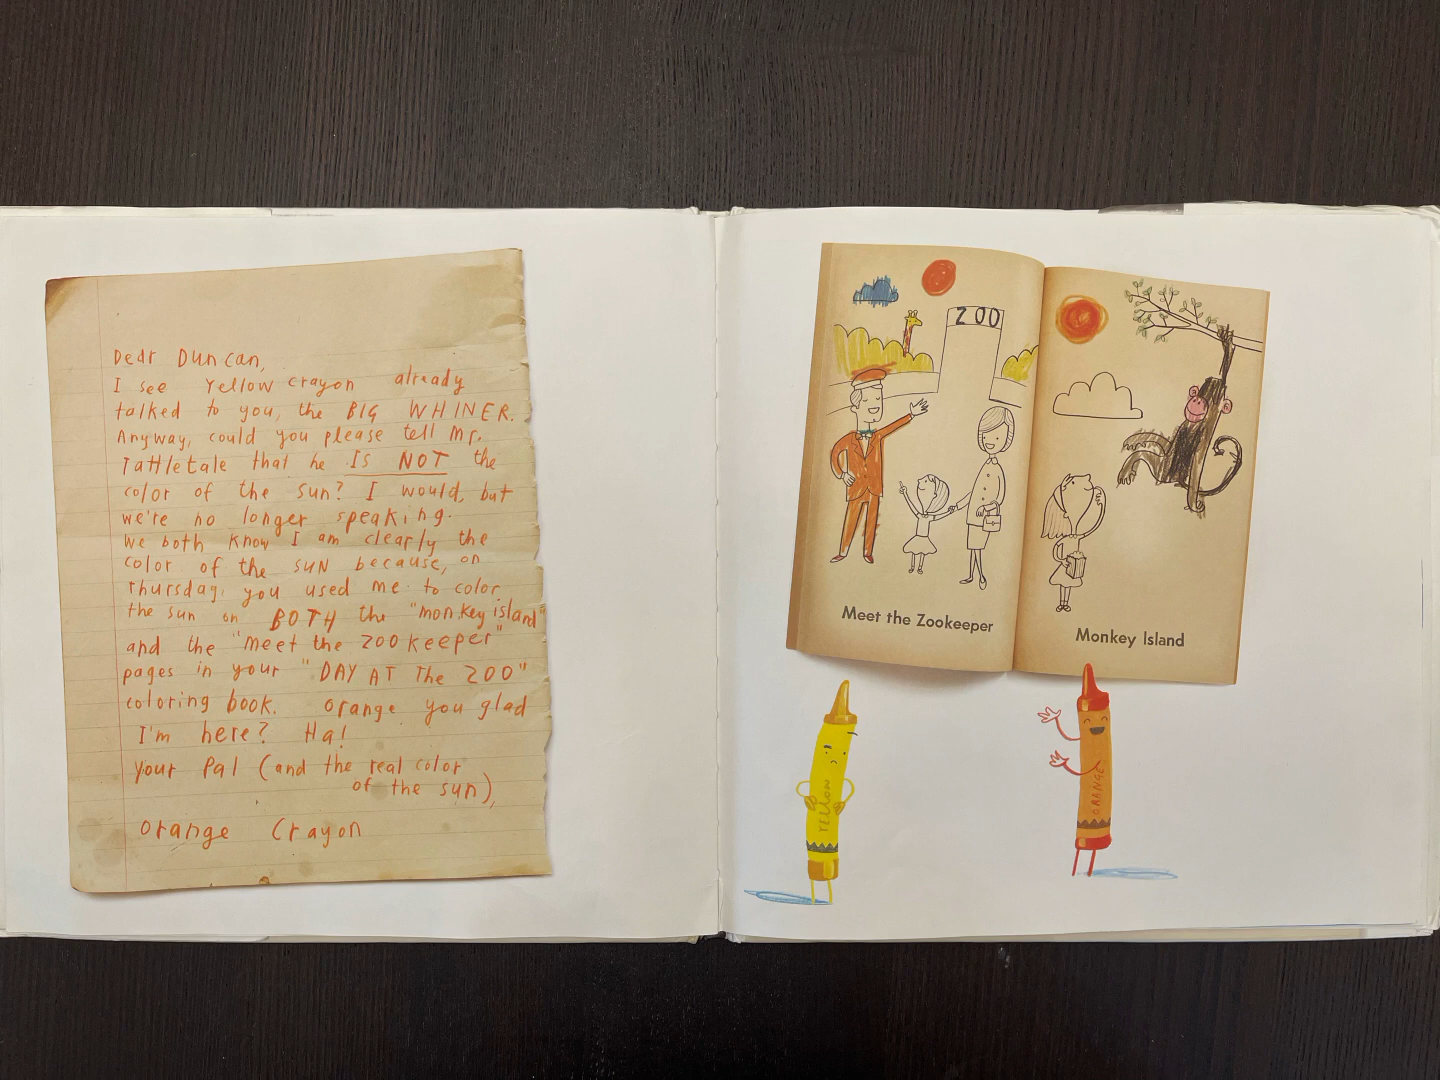 Dear Duncan,
I see Yellow crayon already
talked to you, the BIG WHINER.
Anyway, could you please tell Mr.
Tattletale that he IS NOT the
color of the sun? I would, but
we're no longer speaking.
We both know I am clearly the
color of the sun because, on
Thursday, you used me to color
the sun on BOTH the "monkey island"
and the "meet the zookeeper"
pages in your "DAY AT The ZOO"
coloring book. Orange you glad
I'm here? Ha!
Your Pal (and the real color
of the sun),
Orange Crayon
ZOO
Meet the Zookeeper
Monkey Island
YELLOW
ORANGE